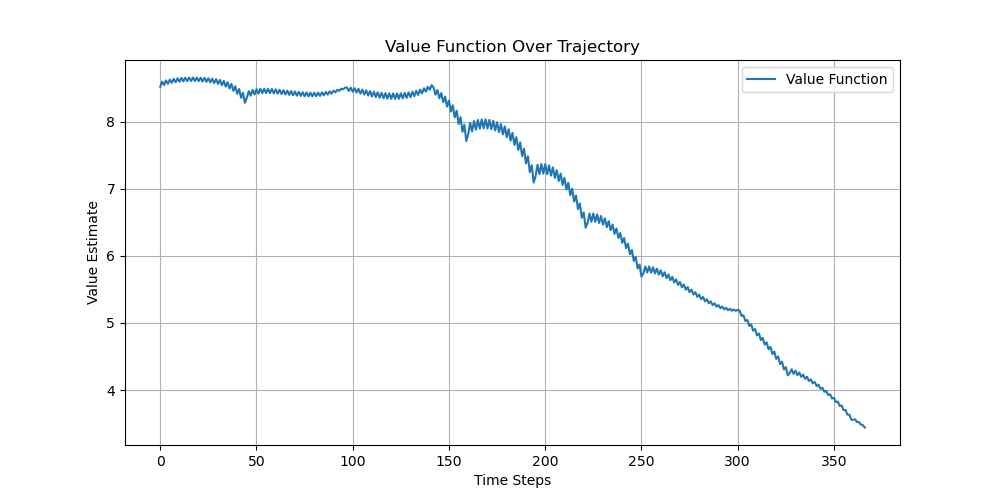 Value Function Over Trajectory
Value Function
8
7
6
5
4
Value Estimate
0 50 100 150 200 250 300 350
Time Steps